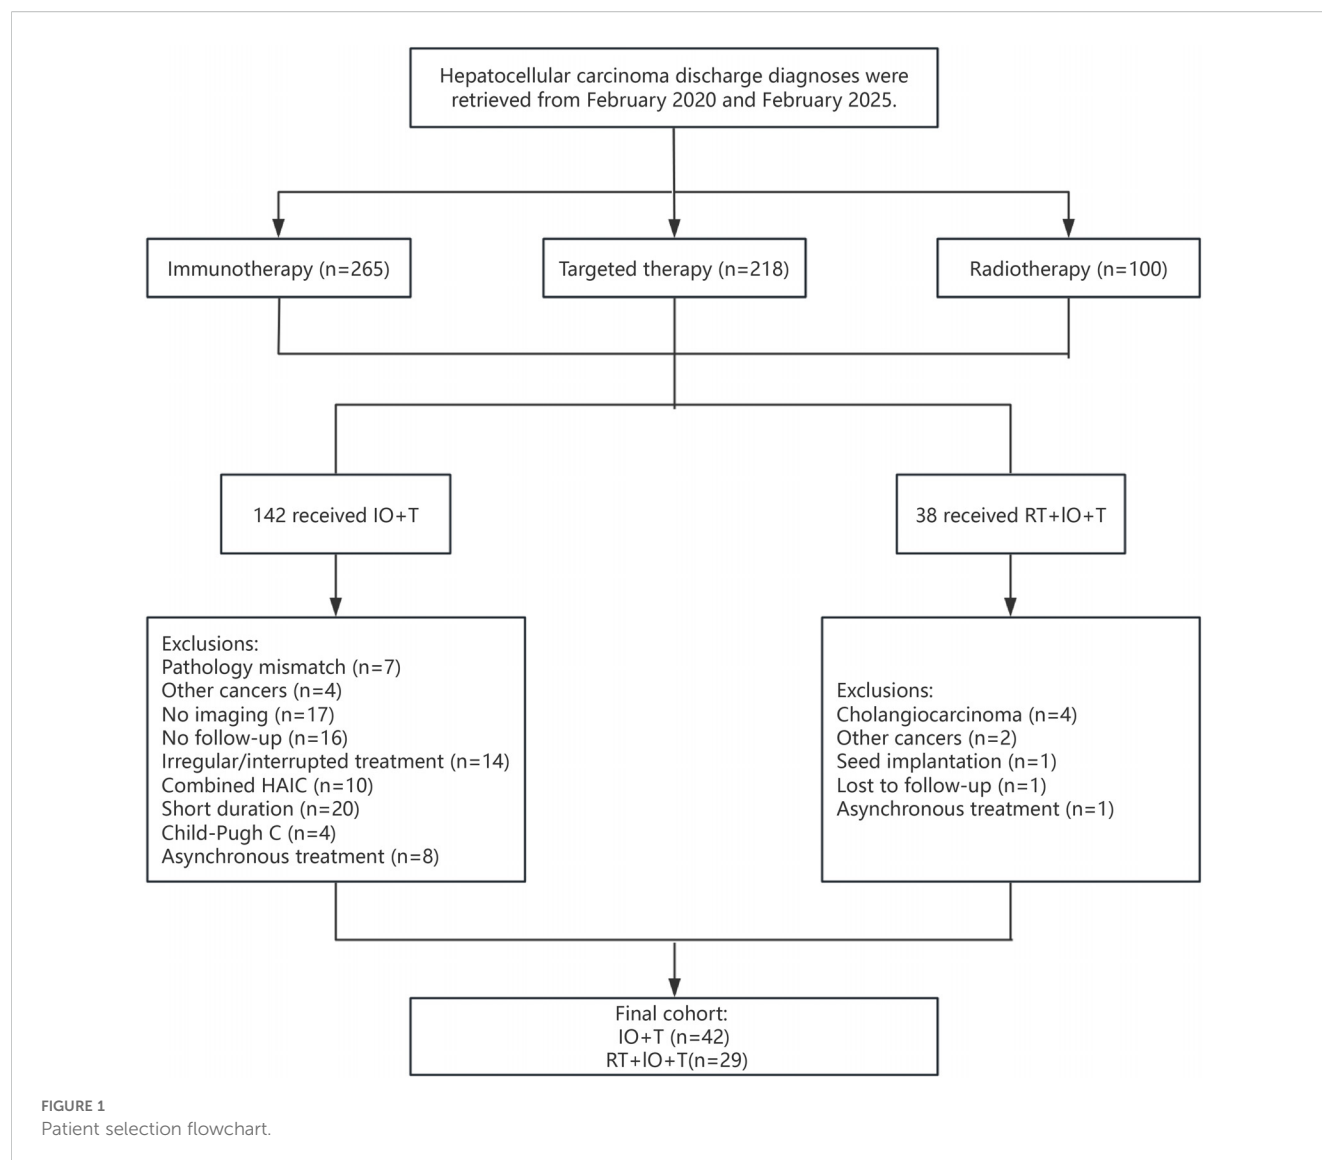 Hepatocellular carcinoma discharge diagnoses were
retrieved from February 2020 and February 2025.
Immunotherapy (n=265)
Targeted therapy (n=218)
Radiotherapy (n=100)
142 received IO+T
38 received RT+lO+T
Exclusions:
Pathology mismatch (n=7)
Other cancers (n=4)
No imaging (n=17)
No follow-up (n=16)
Irregular/interrupted treatment (n=14)
Combined HAIC (n=10)
Short duration (n=20)
Child-Pugh C (n=4)
Asynchronous treatment (n=8)
Exclusions:
Cholangiocarcinoma (n=4)
Other cancers (n=2)
Seed implantation (n=1)
Lost to follow-up (n=1)
Asynchronous treatment (n=1)
Final cohort:
IO+T (n=42)
RT+lO+T(n=29)
FIGURE 1
Patient selection flowchart.